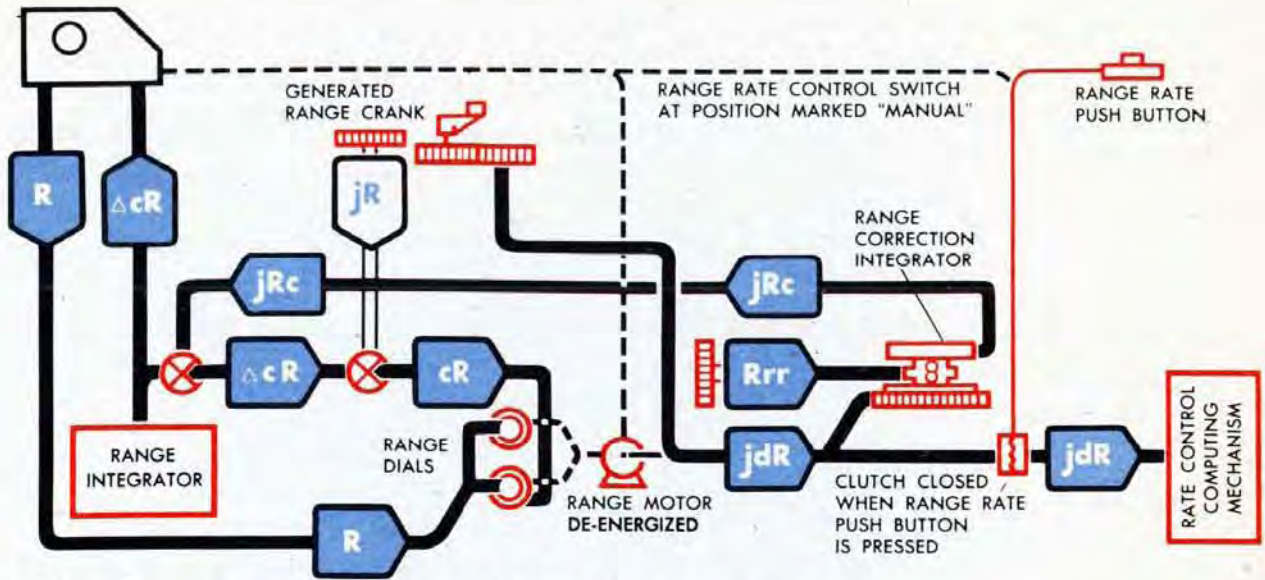 GENERATED
RANGE CRANK
RANGE RATE CONTROL SWITCH
AT POSITION MARKED "MANUAL"
RANGE RATE
PUSH BUTTON
R
△cR
jR
RANGE
CORRECTION
INTEGRATOR
jRc
jRc
△cR
cR
Rrr
RANGE
INTEGRATOR
RANGE
DIALS
RANGE MOTOR
DE-ENERGIZED
jdR
CLUTCH CLOSED
WHEN RANGE RATE
PUSH BUTTON
IS PRESSED
jdR
RATE CONTROL
COMPUTING
MECHANISM
R